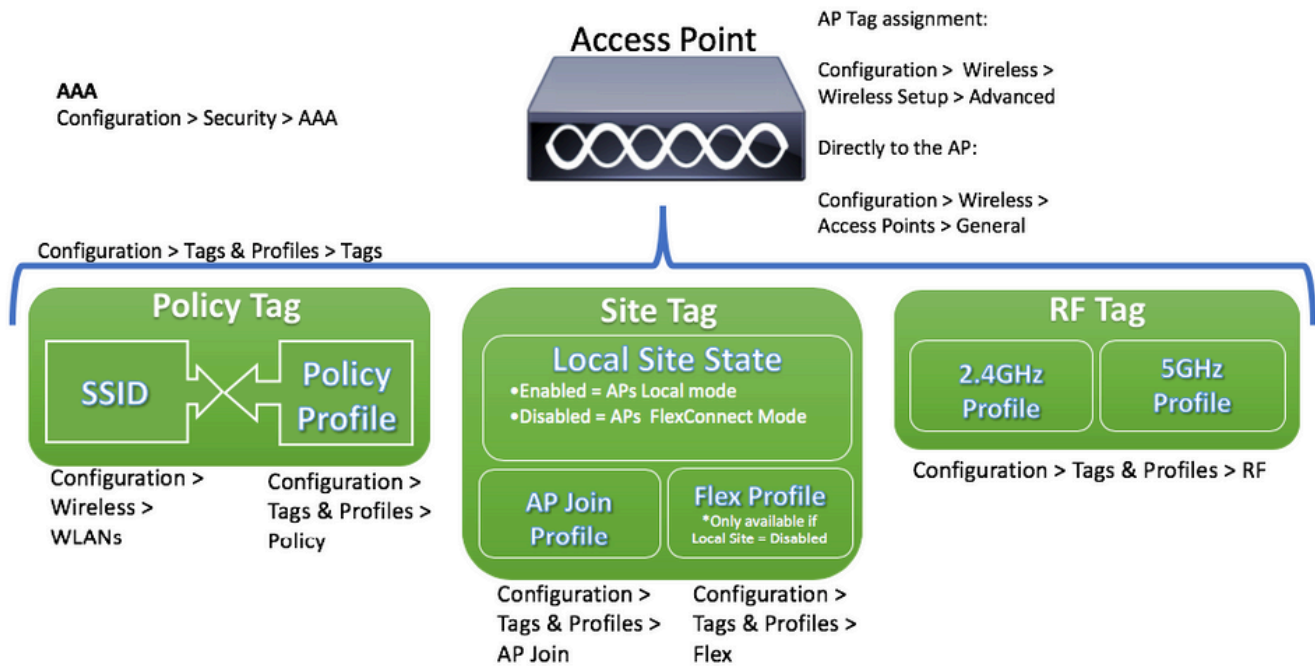 Access Point
AP Tag assignment:
Configuration > Wireless >
Wireless Setup > Advanced
Directly to the AP:
Configuration > Wireless >
Access Points > General
AAA
Configuration > Security > AAA
Configuration > Tags & Profiles > Tags
Policy Tag
SSID
Policy
Profile
Configuration >
Wireless >
WLANs
Configuration >
Tags & Profiles >
Policy
Site Tag
Local Site State
•Enabled = APs Local mode
•Disabled = APs FlexConnect Mode
AP Join
Profile
Flex Profile
*Only available if
Local Site = Disabled
Configuration >
Tags & Profiles >
AP Join
Configuration >
Tags & Profiles >
Flex
RF Tag
2.4GHz
Profile
5GHz
Profile
Configuration > Tags & Profiles > RF